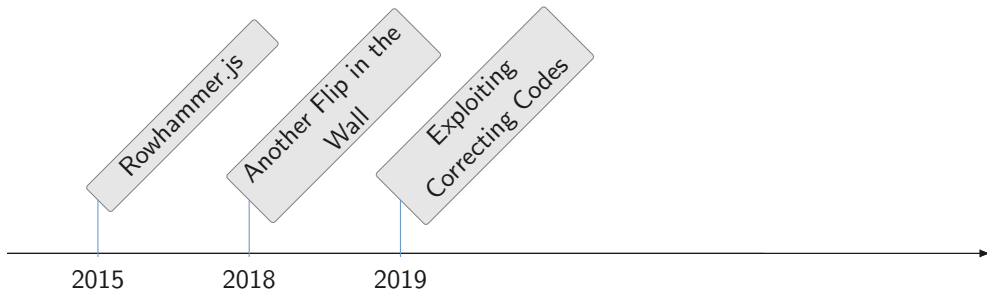 Rowhammer.js
Another Flip in the
Wall
Exploiting
Correcting Codes
2015
2018
2019